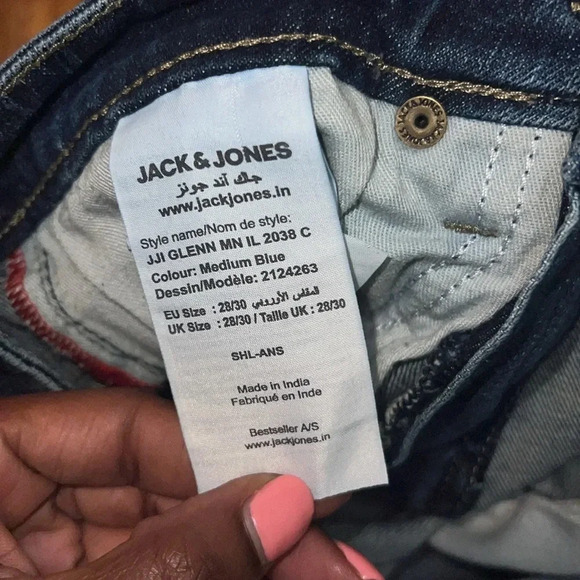 JACK & JONES
جاك آند جونز
www.jackjones.in
Style name/Nom de style:
JJI GLENN MN IL 2038 C
Colour: Medium Blue
Dessin/Modèle: 2124263
EU Size : 28/30 المقاس الأوروبي
UK Size : 28/30 / Taille UK : 28/30
SHL-ANS
Made in India
Fabriqué en Inde
Bestseller A/S
www.jackjones.in
JACK & JONES